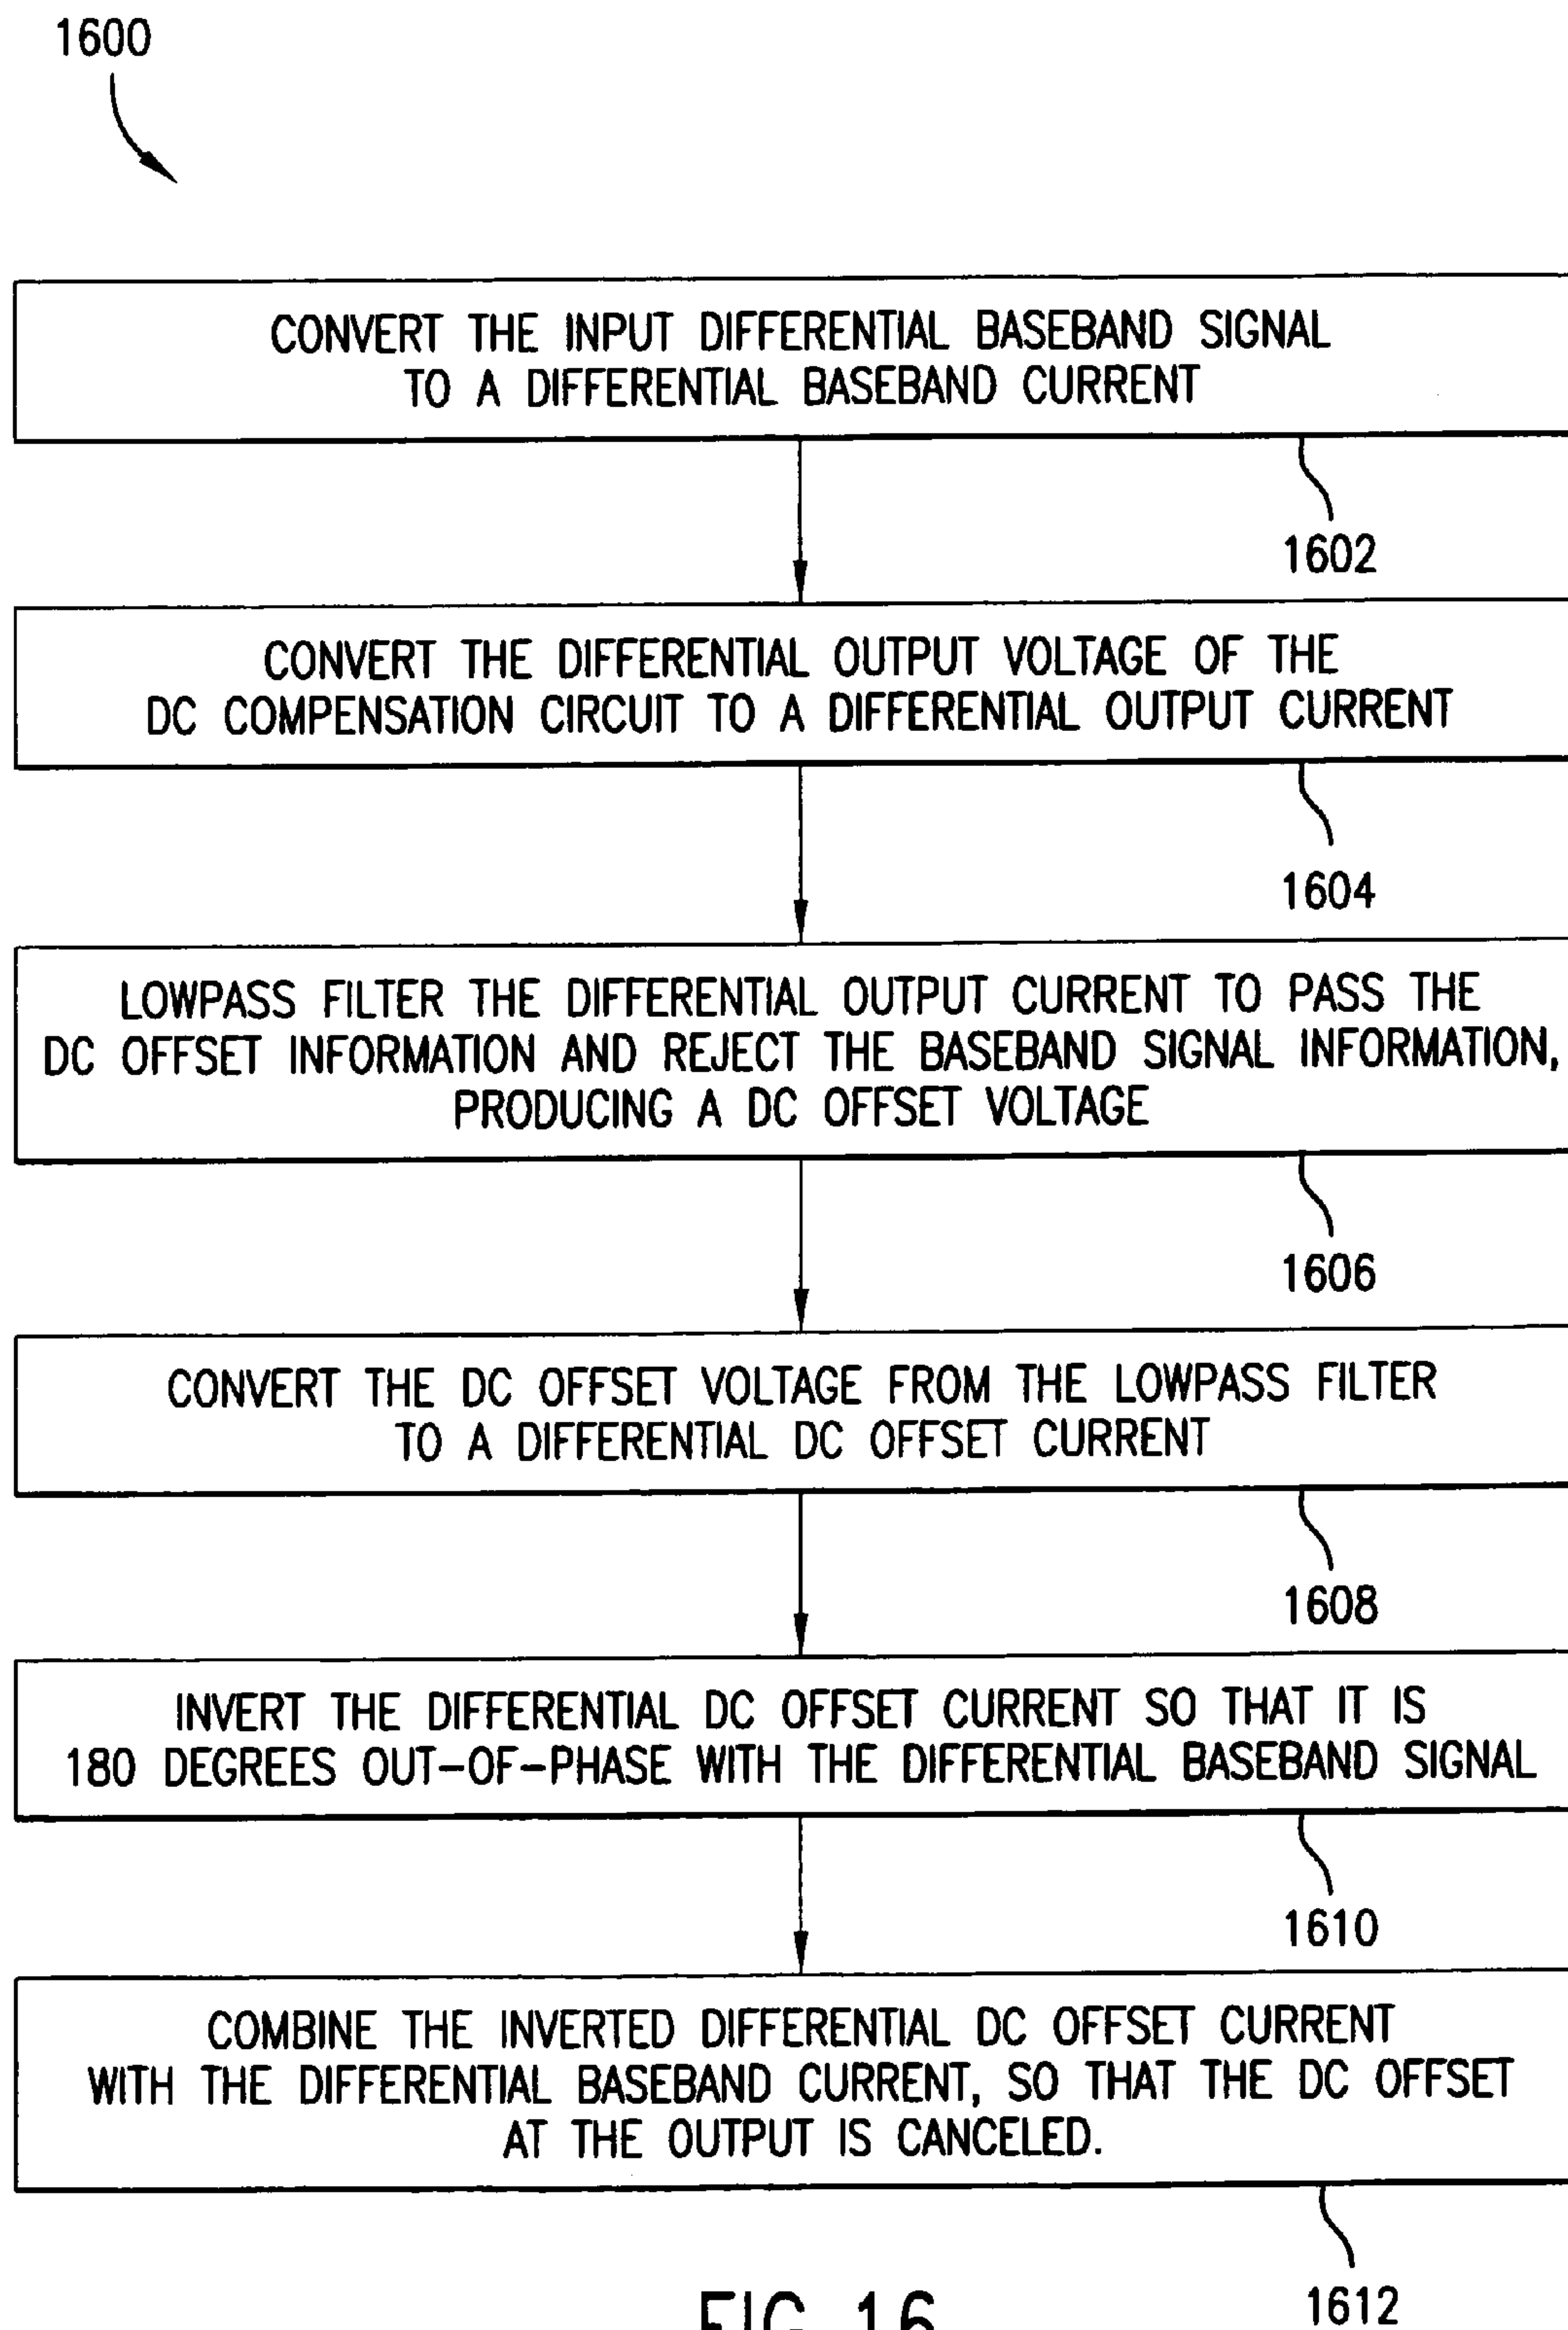 1600
CONVERT THE INPUT DIFFERENTIAL BASEBAND SIGNAL
TO A DIFFERENTIAL BASEBAND CURRENT
1602
CONVERT THE DIFFERENTIAL OUTPUT VOLTAGE OF THE
DC COMPENSATION CIRCUIT TO A DIFFERENTIAL OUTPUT CURRENT
1604
LOWPASS FILTER THE DIFFERENTIAL OUTPUT CURRENT TO PASS THE
DC OFFSET INFORMATION AND REJECT THE BASEBAND SIGNAL INFORMATION,
PRODUCING A DC OFFSET VOLTAGE
1606
CONVERT THE DC OFFSET VOLTAGE FROM THE LOWPASS FILTER
TO A DIFFERENTIAL DC OFFSET CURRENT
1608
INVERT THE DIFFERENTIAL DC OFFSET CURRENT SO THAT IT IS
180 DEGREES OUT-OF-PHASE WITH THE DIFFERENTIAL BASEBAND SIGNAL
1610
COMBINE THE INVERTED DIFFERENTIAL DC OFFSET CURRENT
WITH THE DIFFERENTIAL BASEBAND CURRENT, SO THAT THE DC OFFSET
AT THE OUTPUT IS CANCELED.
1612
FIG. 16